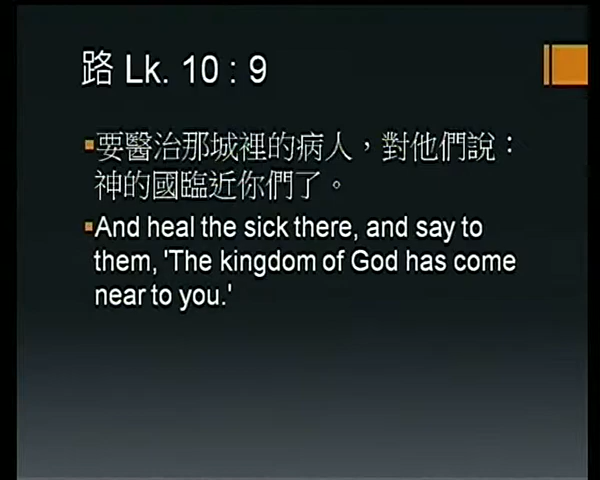 路 Lk. 10 : 9
要醫治那城裡的病人，對他們說：
神的國臨近你們了。
And heal the sick there, and say to
them, 'The kingdom of God has come
near to you.'